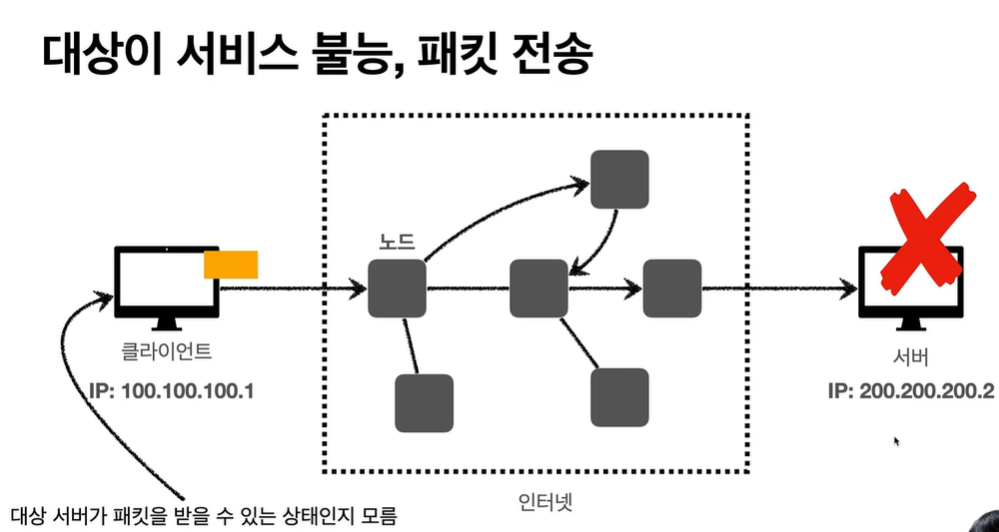 대상이 서비스 불능, 패킷 전송
노드
클라이언트
IP: 100.100.100.1
서버
IP: 200.200.200.2
인터넷
대상 서버가 패킷을 받을 수 있는 상태인지 모름